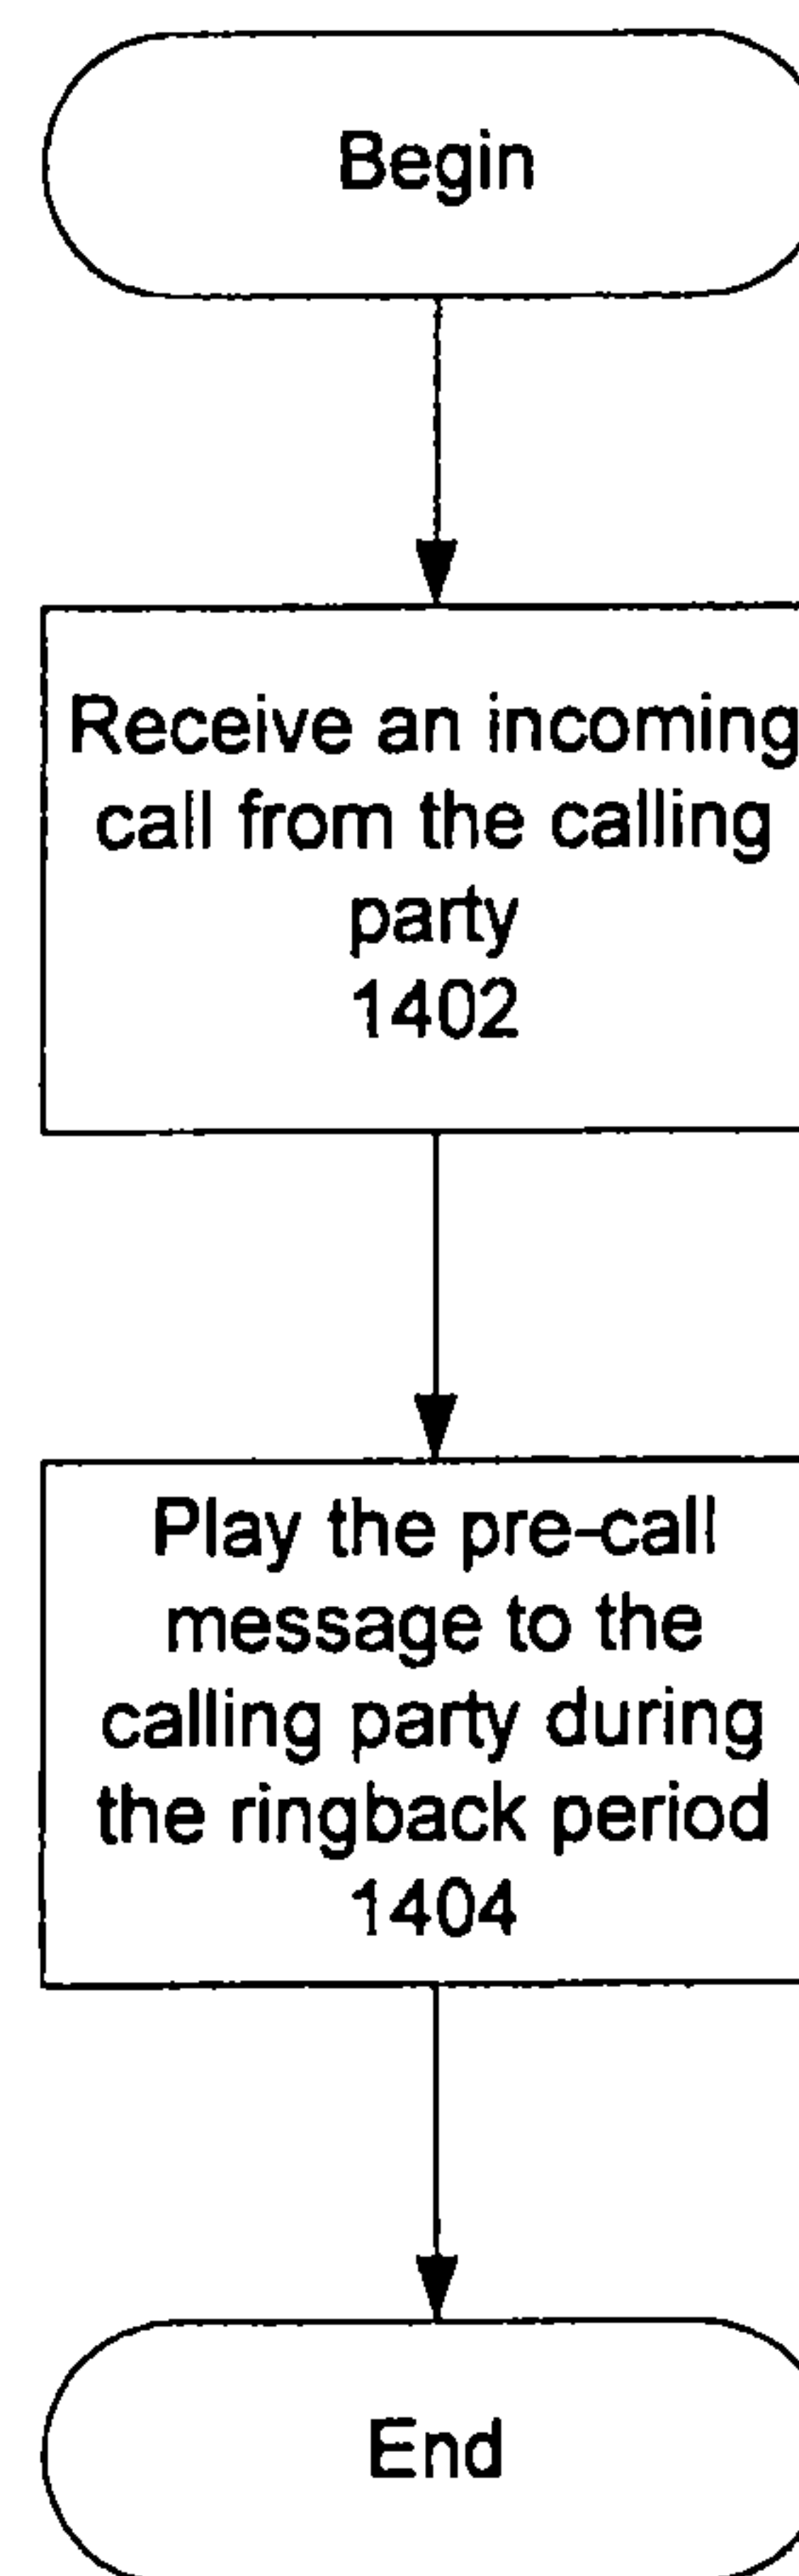 Begin
Receive an incoming
call from the calling
party
1402
Play the pre-call
message to the
calling party during
the ringback period
1404
End